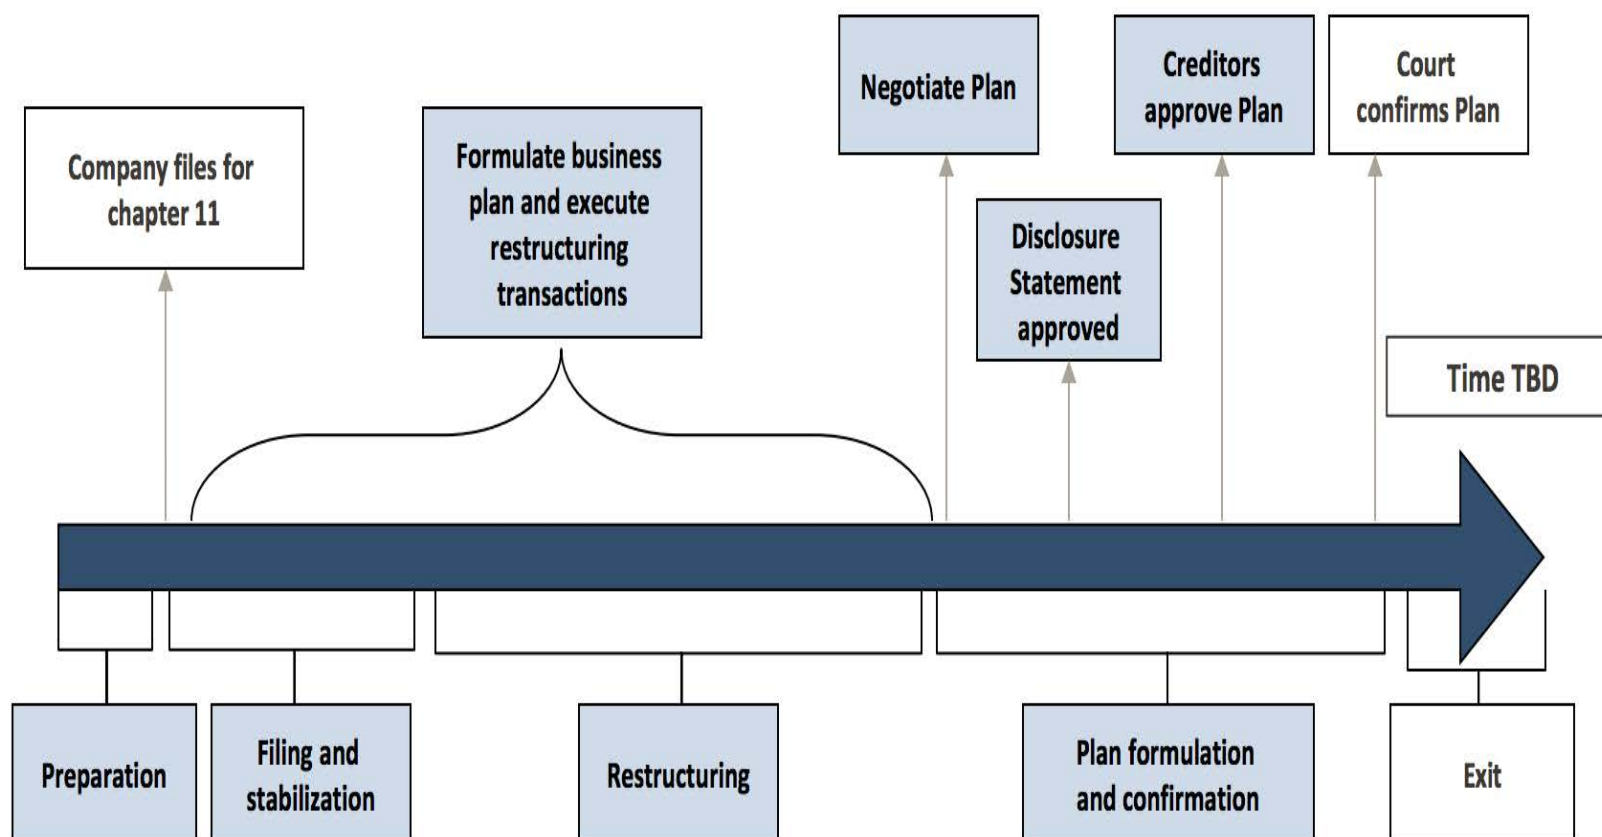 Company files for
chapter 11
Formulate business
plan and execute
restructuring
transactions
Negotiate Plan
Disclosure
Statement
approved
Creditors
approve Plan
Court
confirms Plan
Time TBD
Preparation
Filing and
stabilization
Restructuring
Plan formulation
and confirmation
Exit